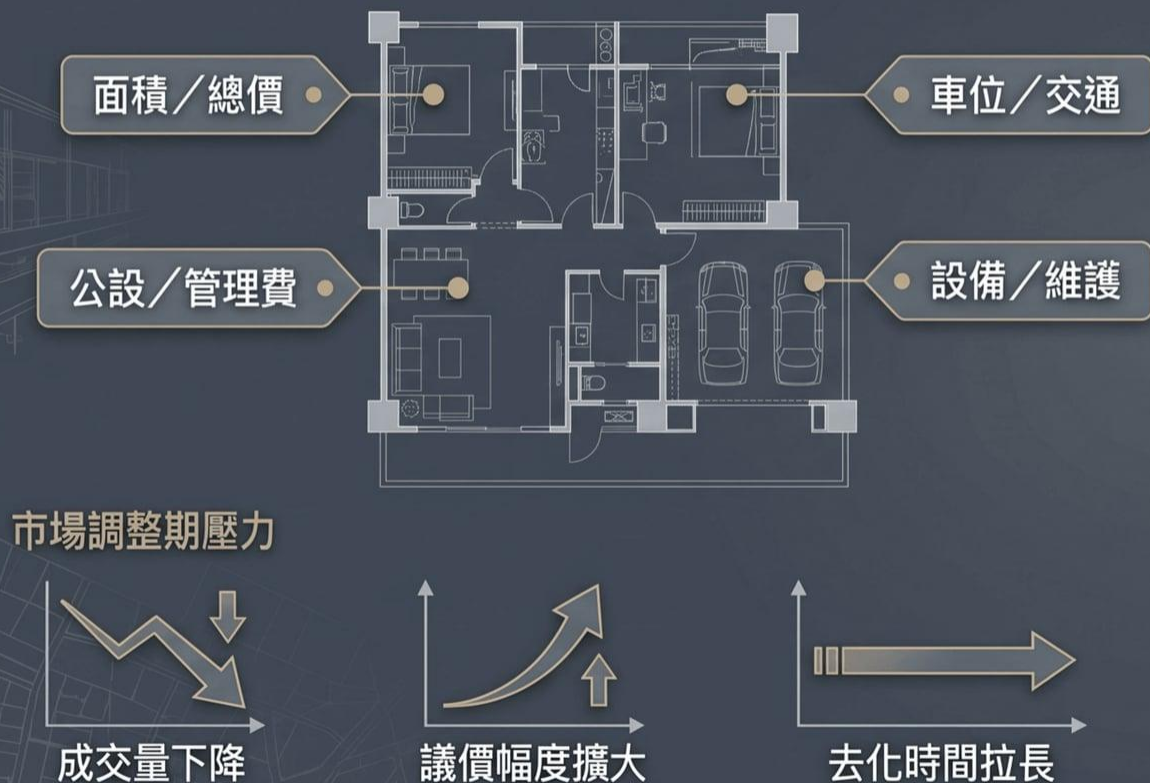 面積／總價
車位／交通
公設／管理費
設備／維護
市場調整期壓力
成交量下降
議價幅度擴大
去化時間拉長